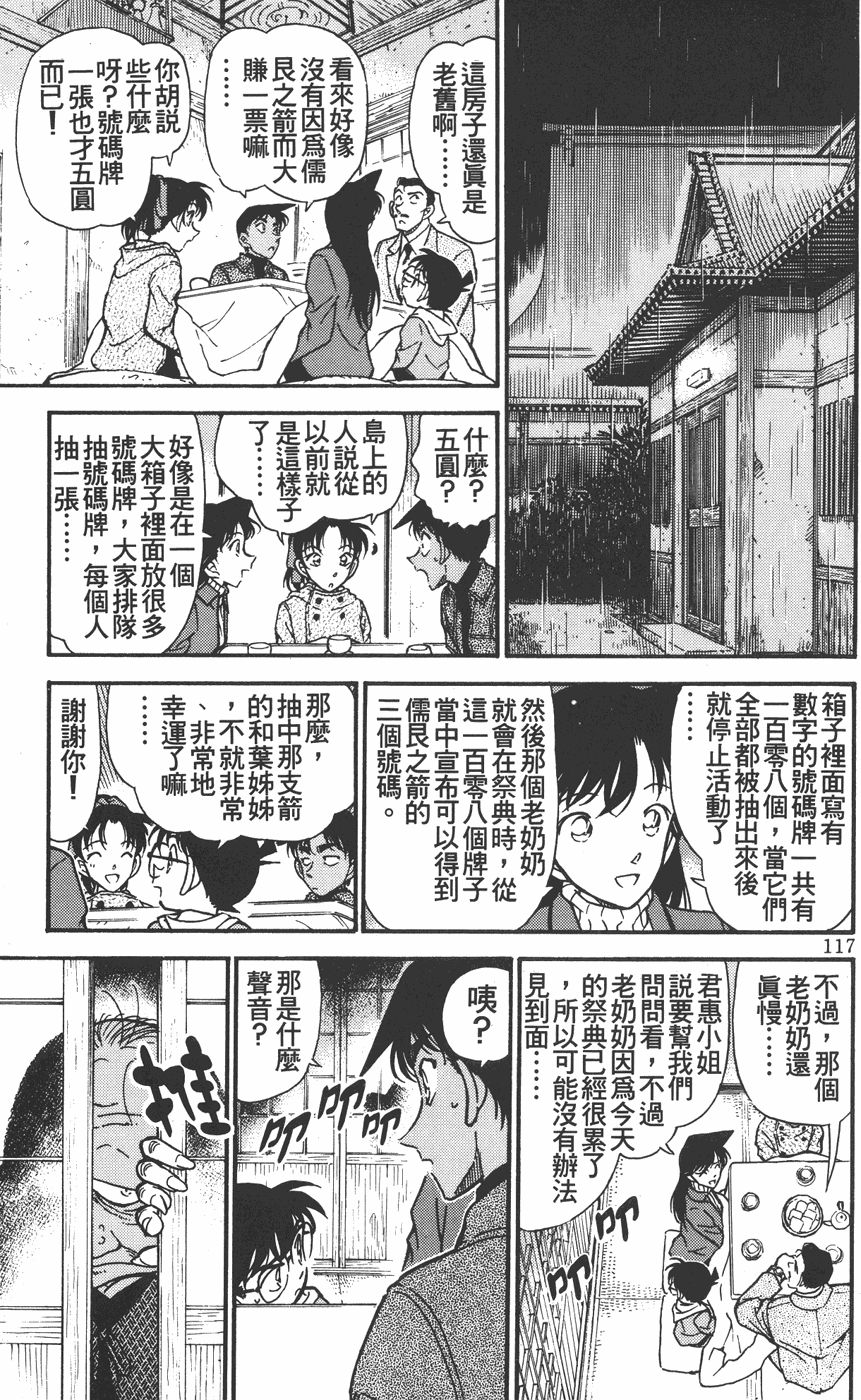 這房子還真是
老舊啊……
看來好像
沒有因爲儒
艮之箭而大
賺一票嘛
……
你胡説
些什麼
呀？號碼牌
一張也才五圓
而已！
什麼？
五圓？
島上的
人説從
以前就
是這樣子
了……
好像是在一個
大箱子裡面放很多
號碼牌，大家排隊
抽號碼牌，每個人
抽一張……
箱子裡面寫有
數字的號碼牌一共有
一百零八個，當它們
全部都被抽出來後
就停止活動了
……
然後那個老奶奶
就會在祭典時，從
這一百零八個牌子
當中宣布可以得到
儒艮之箭的
三個號碼。
那麼，
抽中那支箭
的和葉姊姊
，不就非常
、非常地
幸運了嘛
……
謝謝你！
117
不過，那個
老奶奶還
真慢……
君惠小姐
説要幫我們
問問看，不過
老奶奶因爲今天
的祭典已經很累了
，所以可能沒有辦法
見到面……
叩
叩
咦？
那是什麼
聲音？
叩
叩
叩
推